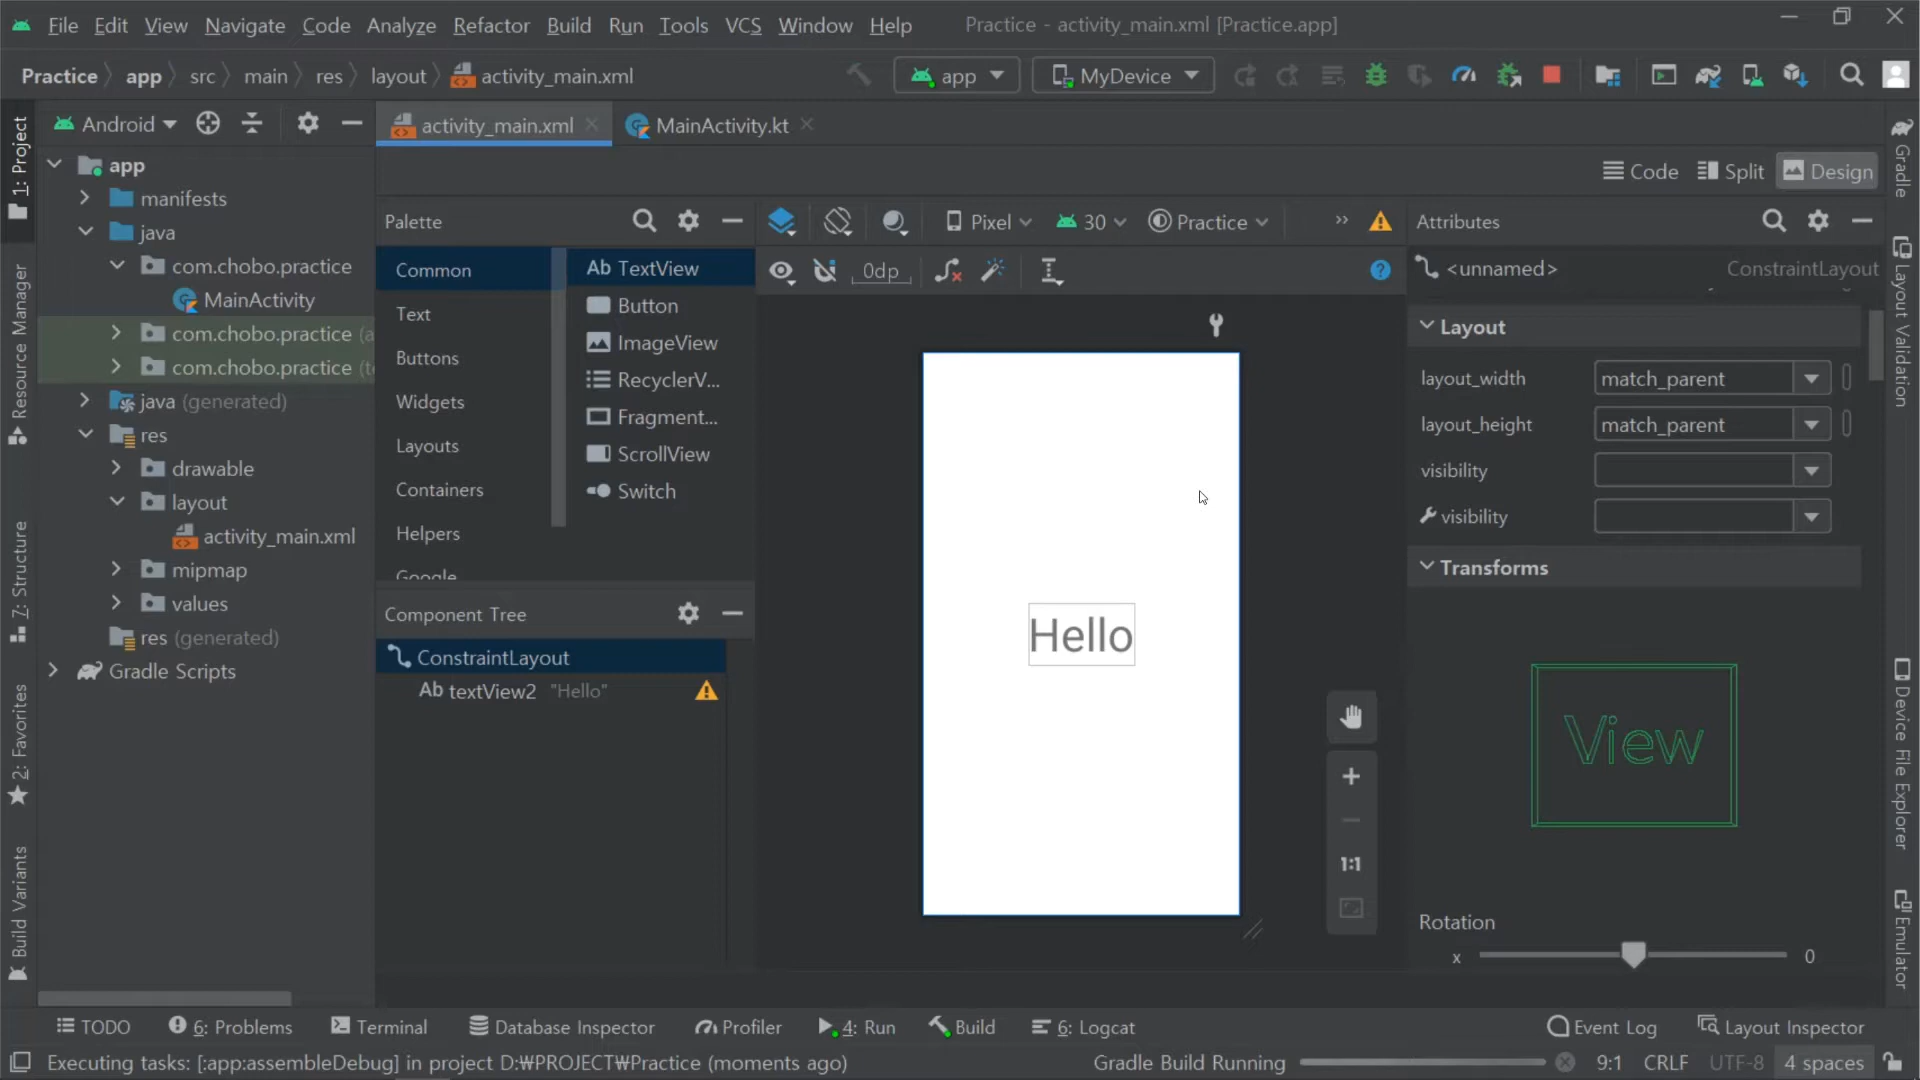 File Edit View Navigate Code Analyze Refactor Build Run Tools VCS Window Help Practice - activity_main.xml [Practice.app]
Practice app src main res layout activity_main.xml app MyDevice
Android activity_main.xml MainActivity.kt
Code Split Design
1: Project
Resource Manager
7: Structure
2: Favorites
Build Variants
app
manifests
java
com.chobo.practice
MainActivity
com.chobo.practice (a
com.chobo.practice (t
java (generated)
res
drawable
layout
activity_main.xml
mipmap
values
res (generated)
Gradle Scripts
Palette
Common
Text
Buttons
Widgets
Layouts
Containers
Helpers
Google
Ab TextView
Button
ImageView
RecyclerV...
Fragment...
ScrollView
Switch
Component Tree
ConstraintLayout
Ab textView2 "Hello"
Pixel 30 Practice
0dp
Hello
1:1
Attributes
<unnamed> ConstraintLayout
Layout
layout_width match_parent
layout_height match_parent
visibility
visibility
Transforms
View
Rotation
x 0
Gradle
Layout Validation
Device File Explorer
Emulator
TODO 6: Problems Terminal Database Inspector Profiler 4: Run Build 6: Logcat Event Log Layout Inspector
Executing tasks: [:app:assembleDebug] in project D:₩PROJECT₩Practice (moments ago) Gradle Build Running 9:1 CRLF UTF-8 4 spaces